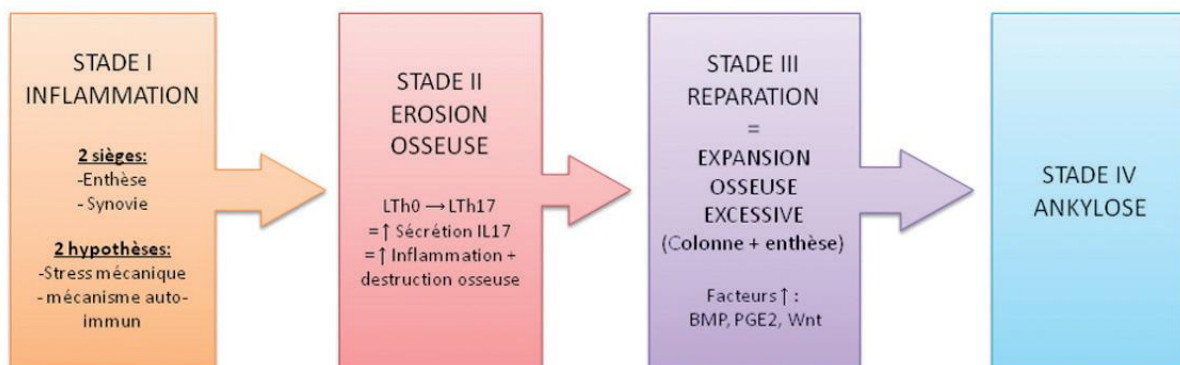 STADE I
INFLAMMATION
2 sièges:
-Enthèse
- Synovie
2 hypothèses:
-Stress mécanique
- mécanisme auto-
immun
STADE II
EROSION
OSSEUSE
LTh0 → LTh17
= ↑ Sécrétion IL17
= ↑ Inflammation +
destruction osseuse
STADE III
REPARATION
=
EXPANSION
OSSEUSE
EXCESSIVE
(Colonne + enthèse)
Facteurs ↑ :
BMP, PGE2, Wnt
STADE IV
ANKYLOSE